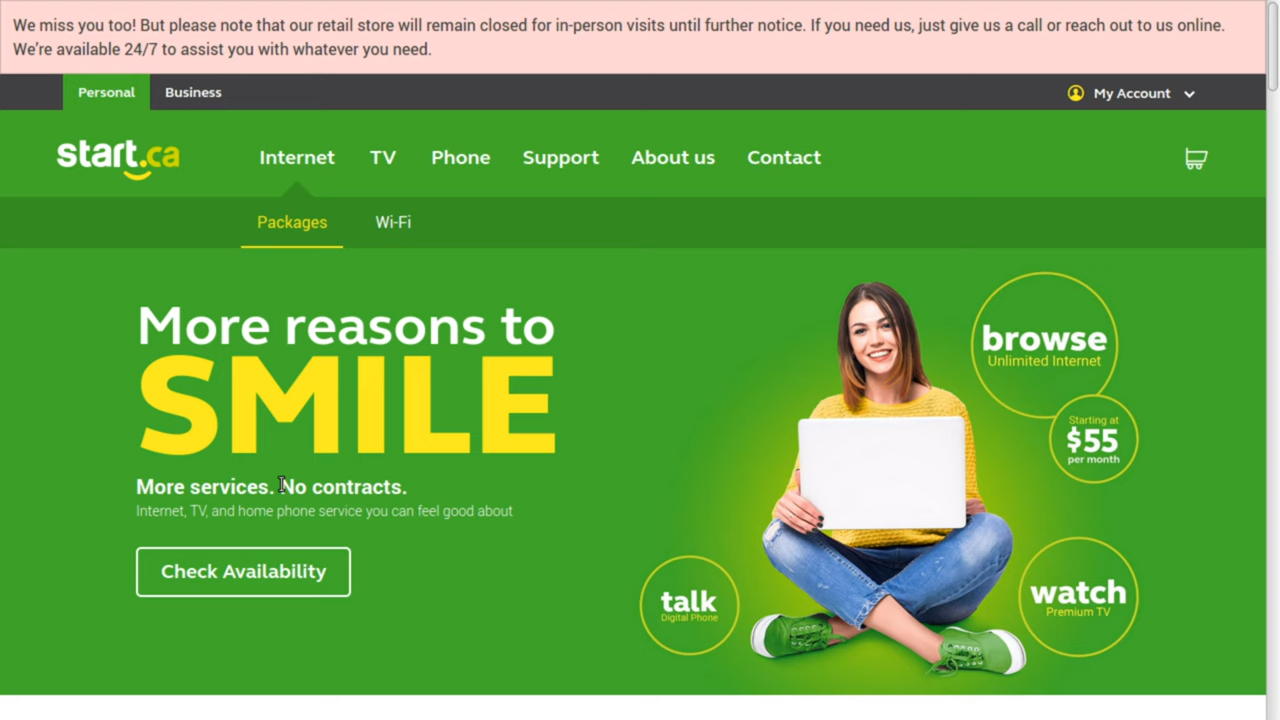 We miss you too! But please note that our retail store will remain closed for in-person visits until further notice. If you need us, just give us a call or reach out to us online.
We're available 24/7 to assist you with whatever you need.
Personal Business My Account
start.ca Internet TV Phone Support About us Contact
Packages Wi-Fi
More reasons to
SMILE
More services. No contracts.
Internet, TV, and home phone service you can feel good about
Check Availability
browse
Unlimited Internet
Starting at
$55
per month
talk
Digital Phone
watch
Premium TV